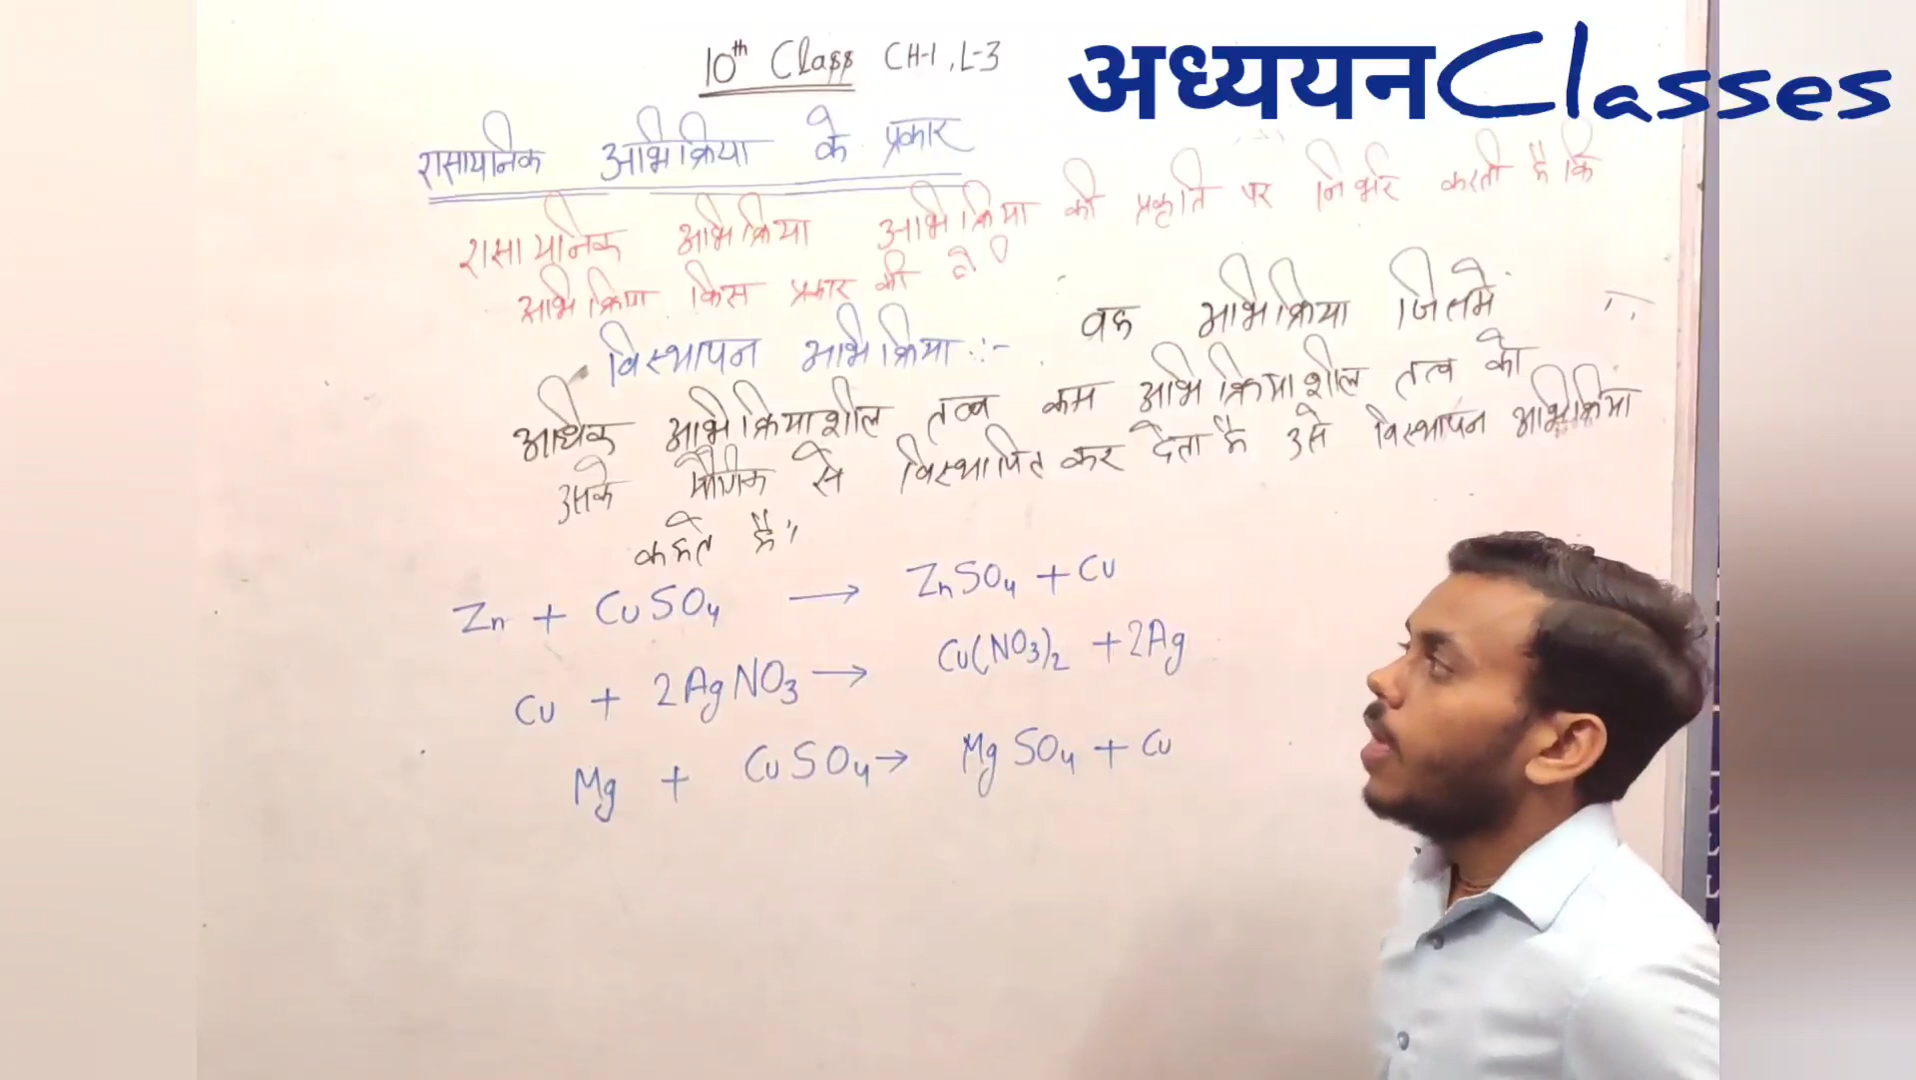 10th Class CH-1, L-3
अध्ययन Classes
रासायनिक अभिक्रिया के प्रकार
रासायनिक अभिक्रिया अभिक्रिया की प्रकृति पर निर्भर करती है कि
अभिक्रिया किस प्रकार की है।
विस्थापन अभिक्रिया :- वह अभिक्रिया जिसमे
अधिक अभिक्रियाशील तत्व कम अभिक्रियाशील तत्व को
उसके यौगिक से विस्थापित कर देता है उसे विस्थापन अभिक्रिया
कहते है।
Zn + CuSO₄ → ZnSO₄ + Cu
Cu + 2AgNO₃ → Cu(NO₃)₂ + 2Ag
Mg + CuSO₄ → MgSO₄ + Cu